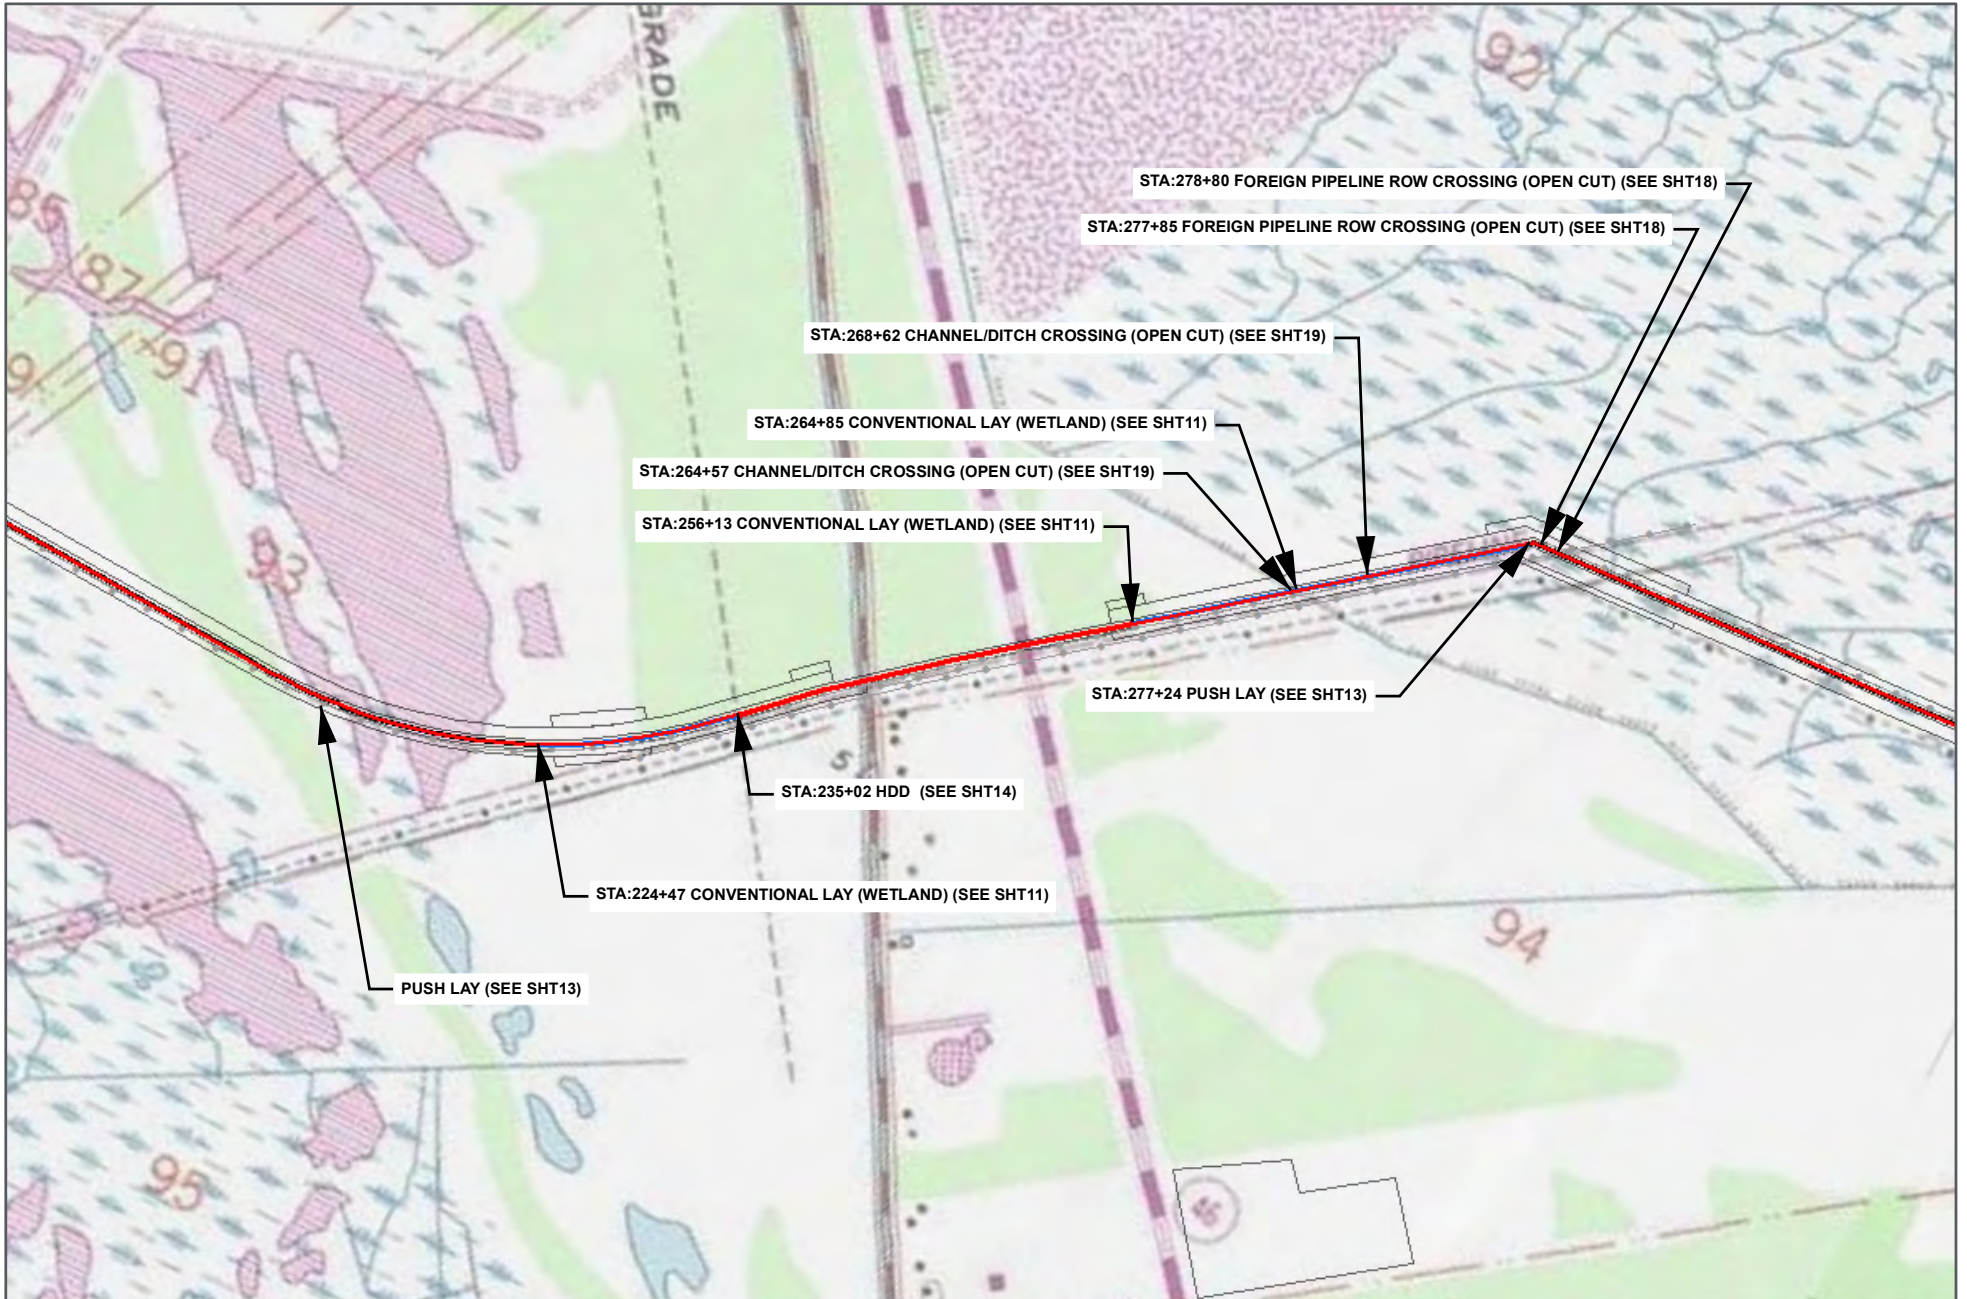 GRADE
92
STA:278+80 FOREIGN PIPELINE ROW CROSSING (OPEN CUT) (SEE SHT18)
STA:277+85 FOREIGN PIPELINE ROW CROSSING (OPEN CUT) (SEE SHT18)
87
91
STA:268+62 CHANNEL/DITCH CROSSING (OPEN CUT) (SEE SHT19)
STA:264+85 CONVENTIONAL LAY (WETLAND) (SEE SHT11)
STA:264+57 CHANNEL/DITCH CROSSING (OPEN CUT) (SEE SHT19)
STA:256+13 CONVENTIONAL LAY (WETLAND) (SEE SHT11)
93
STA:277+24 PUSH LAY (SEE SHT13)
5
STA:235+02 HDD (SEE SHT14)
STA:224+47 CONVENTIONAL LAY (WETLAND) (SEE SHT11)
94
PUSH LAY (SEE SHT13)
95